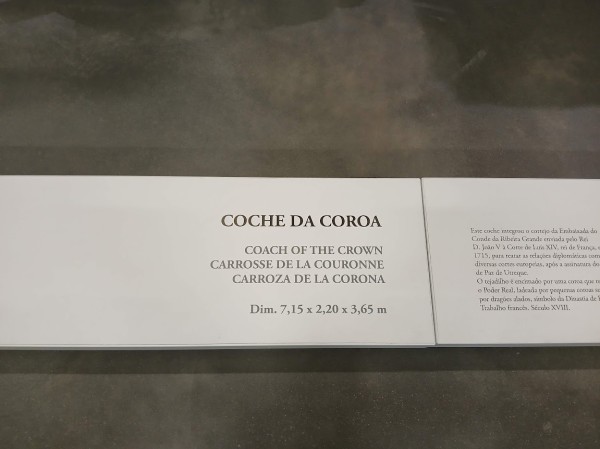 COCHE DA COROA
COACH OF THE CROWN
CARROSSE DE LA COURONNE
CARROZA DE LA CORONA
Dim. 7,15 x 2,20 x 3,65 m
Este coche integrou o cortejo da Embaixada do
Conde da Ribeira Grande enviada pelo Rei
D. João V à Corte de Luís XIV, rei de França,
1715, para reatar as relações diplomáticas com
diversas cortes europeias, após a assinatura do
de Paz de Utreque.
O tejadilho é encimado por uma coroa que
o Poder Real, ladeada por pequenas coroas
por dragões alados, símbolo da Dinastia de
Trabalho francês, Século XVIII.